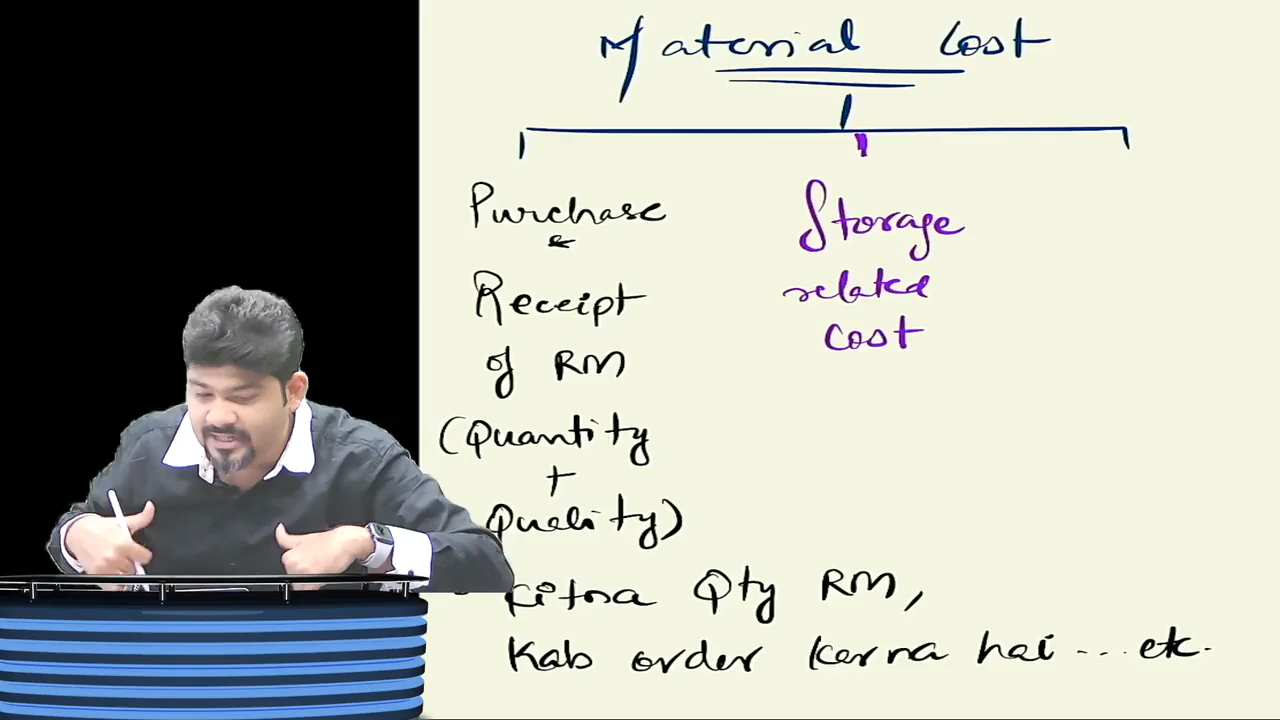 Material Cost
Purchase
&
Receipt
of RM
(Quantity
+
Quality)
Storage
related
cost
Kitna Qty RM,
Kab order karna hai ... etc.